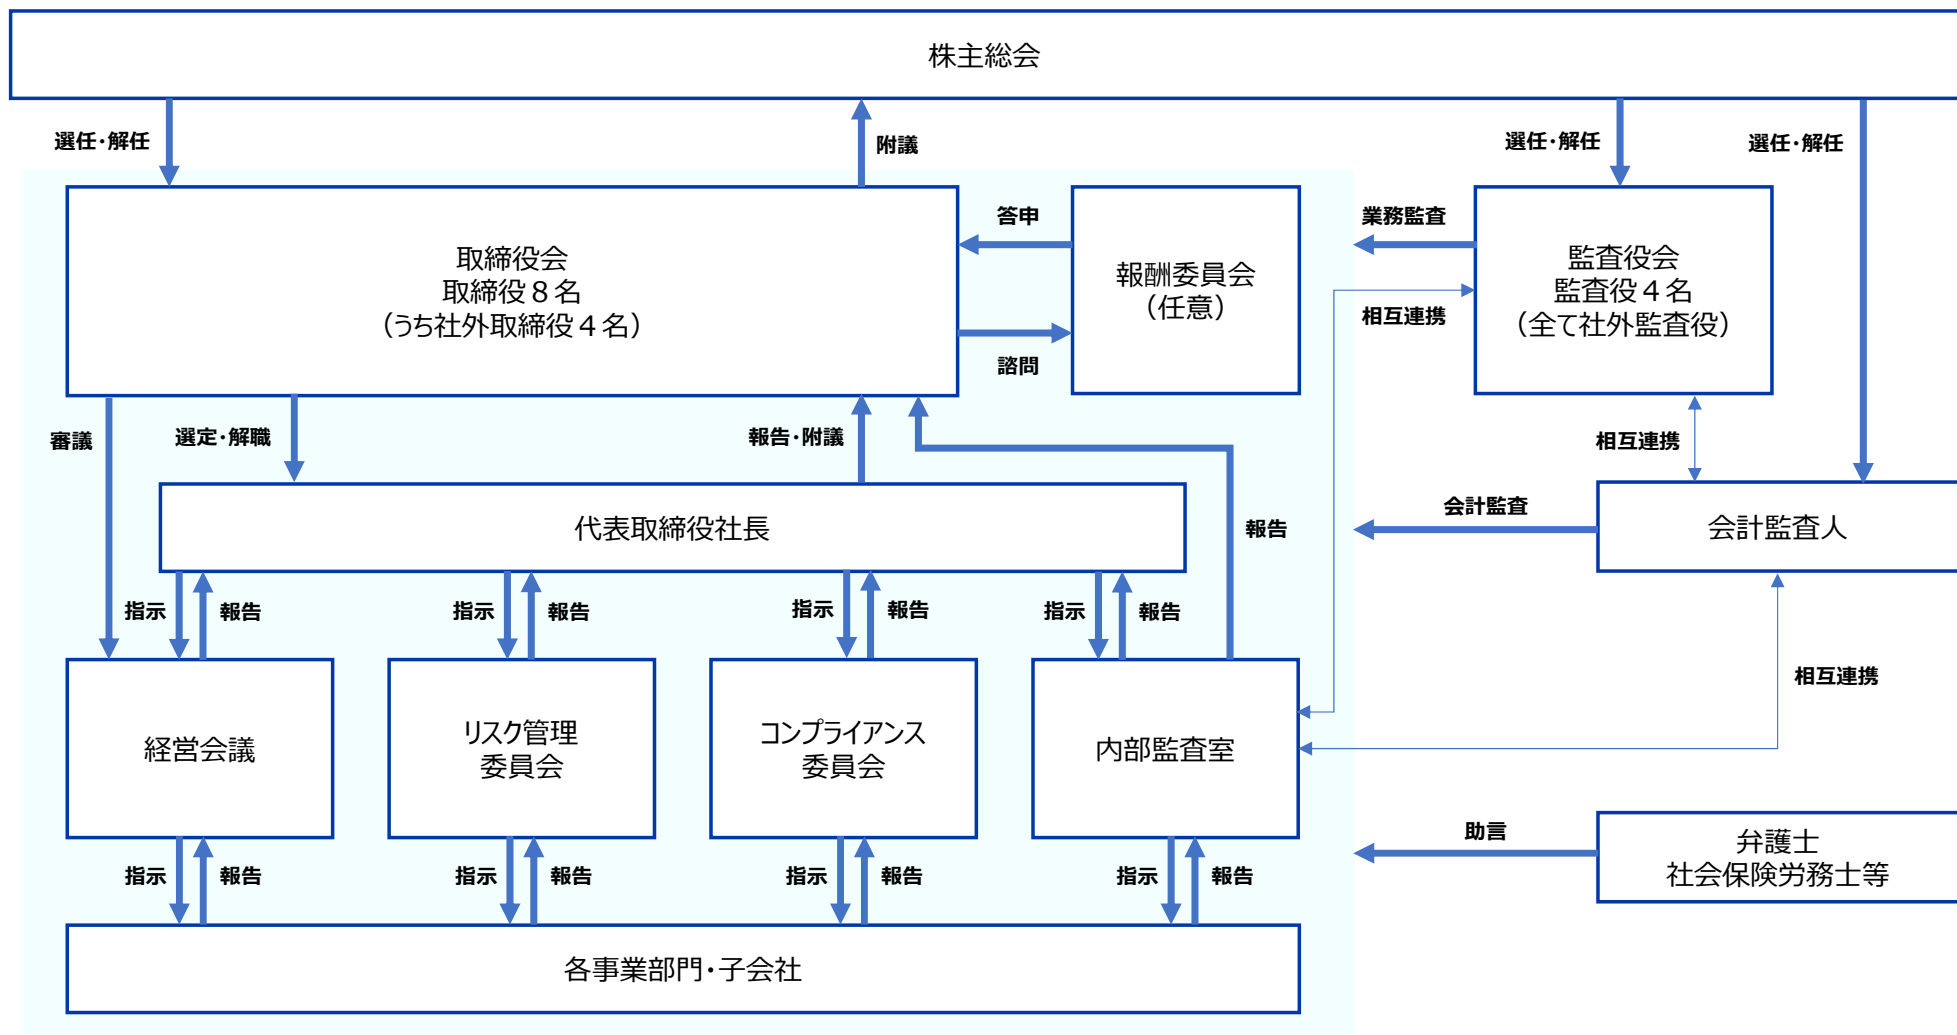 株主総会
選任・解任
附議
選任・解任
選任・解任
取締役会
取締役８名
（うち社外取締役４名）
答申
諮問
報酬委員会
（任意）
業務監査
相互連携
監査役会
監査役４名
（全て社外監査役）
審議
選定・解職
報告・附議
相互連携
代表取締役社長
報告
会計監査
会計監査人
指示
報告
指示
報告
指示
報告
指示
報告
相互連携
経営会議
リスク管理
委員会
コンプライアンス
委員会
内部監査室
助言
弁護士
社会保険労務士等
指示
報告
指示
報告
指示
報告
指示
報告
各事業部門・子会社